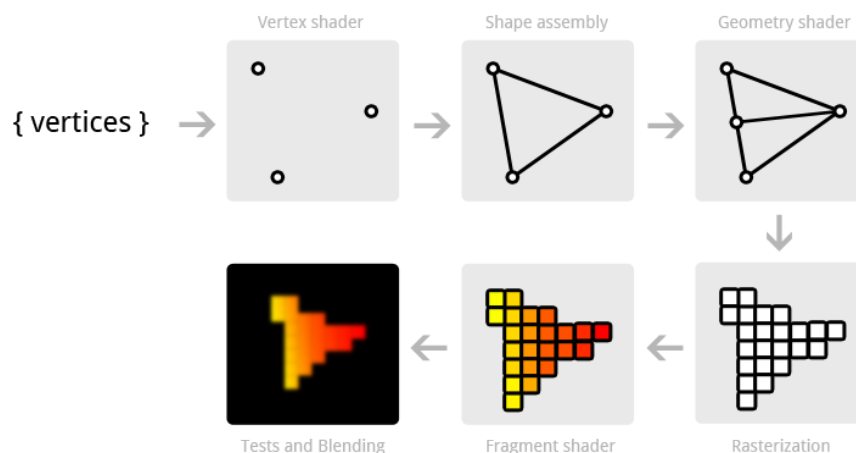 Vertex shader
Shape assembly
Geometry shader
{ vertices }
Tests and Blending
Fragment shader
Rasterization